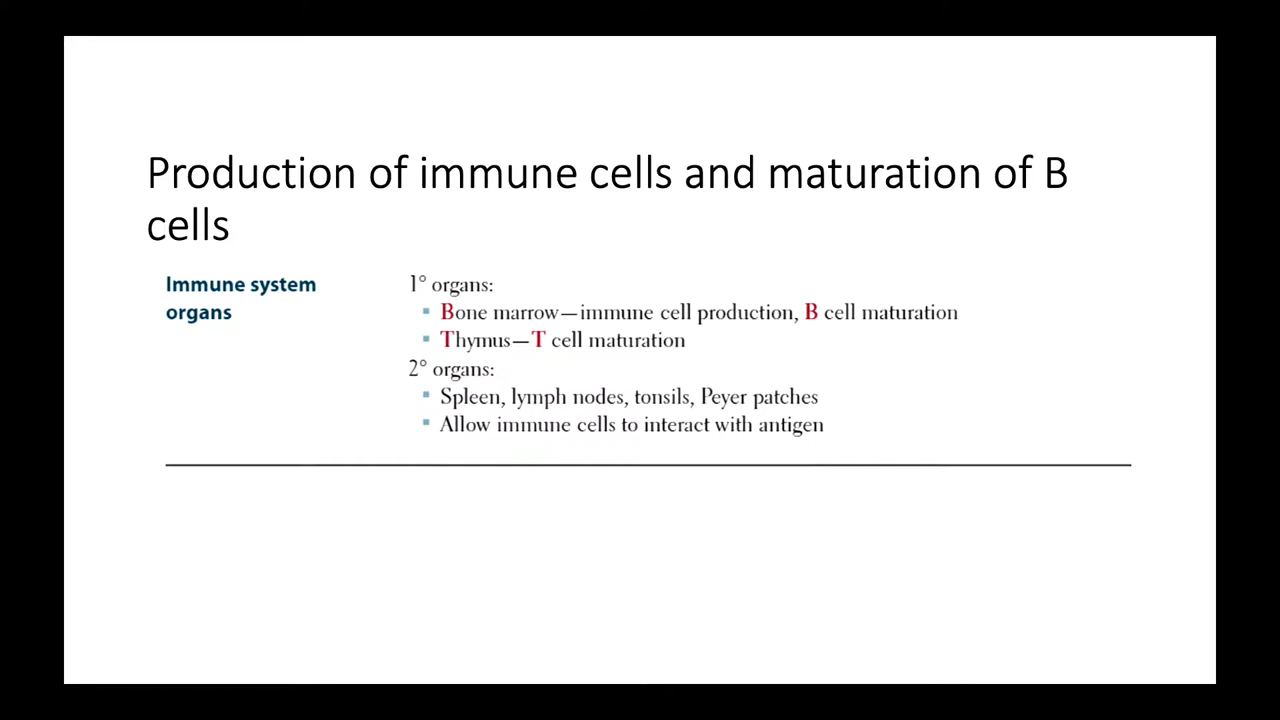 Production of immune cells and maturation of B
cells
Immune system
organs
1° organs:
▪ Bone marrow—immune cell production, B cell maturation
▪ Thymus—T cell maturation
2° organs:
▪ Spleen, lymph nodes, tonsils, Peyer patches
▪ Allow immune cells to interact with antigen